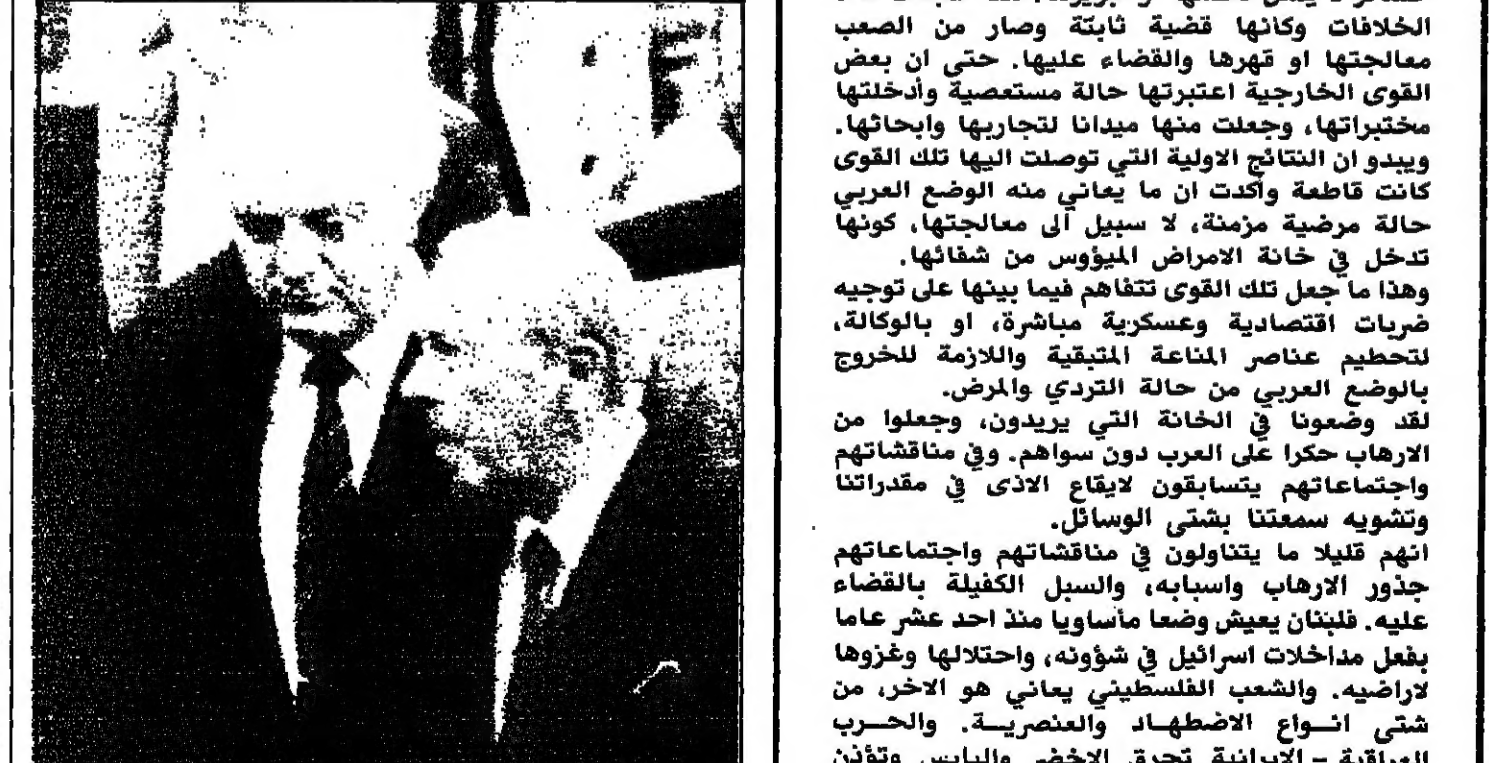 الخلافات وكانها قضية ثابتة وصار من الصعب
معالجتها او قهرها والقضاء عليها. حتى ان بعض
القوى الخارجية اعتبرتها حالة مستعصية وأدخلتها
مختبراتها، وجعلت منها ميدانا لتجاربها وابحاثها.
ويبدو ان النتائج الاولية التي توصلت اليها تلك القوى
كانت قاطعة وأكدت ان ما يعاني منه الوضع العربي
حالة مرضية مزمنة، لا سبيل ألى معالجتها، كونها
تدخل في خانة الامراض الميؤوس من شفائها.
وهذا ما جعل تلك القوى تتفاهم فيما بينها على توجيه
ضربات اقتصادية وعسكرية مباشرة، او بالوكالة،
لتحطيم عناصر المناعة المتبقية واللازمة للخروج
بالوضع العربي من حالة التردي والمرض.
لقد وضعونا في الخانة التي يريدون، وجعلوا من
الارهاب حكرا على العرب دون سواهم. وفي مناقشاتهم
واجتماعاتهم يتسابقون لايقاع الاذى في مقدراتنا
وتشويه سمعتنا بشتى الوسائل.
انهم قليلا ما يتناولون في مناقشاتهم واجتماعاتهم
جذور الارهاب واسبابه، والسبل الكفيلة بالقضاء
عليه. فلبنان يعيش وضعا مأساويا منذ احد عشر عاما
بفعل مداخلات اسرائيل في شؤونه، واحتلالها وغزوها
لاراضيه. والشعب الفلسطيني يعاني هو الاخر، من
شتى انواع الاضطهاد والعنصرية. والحرب
العراقية - الايرانية تحرق الاخضر واليابس وتؤذن